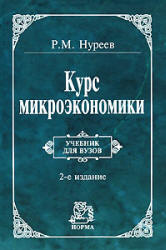 Р.М. Нуреев
Курс
микроэкономики
УЧЕБНИК
ДЛЯ ВУЗОВ
2-е издание
НОРМА